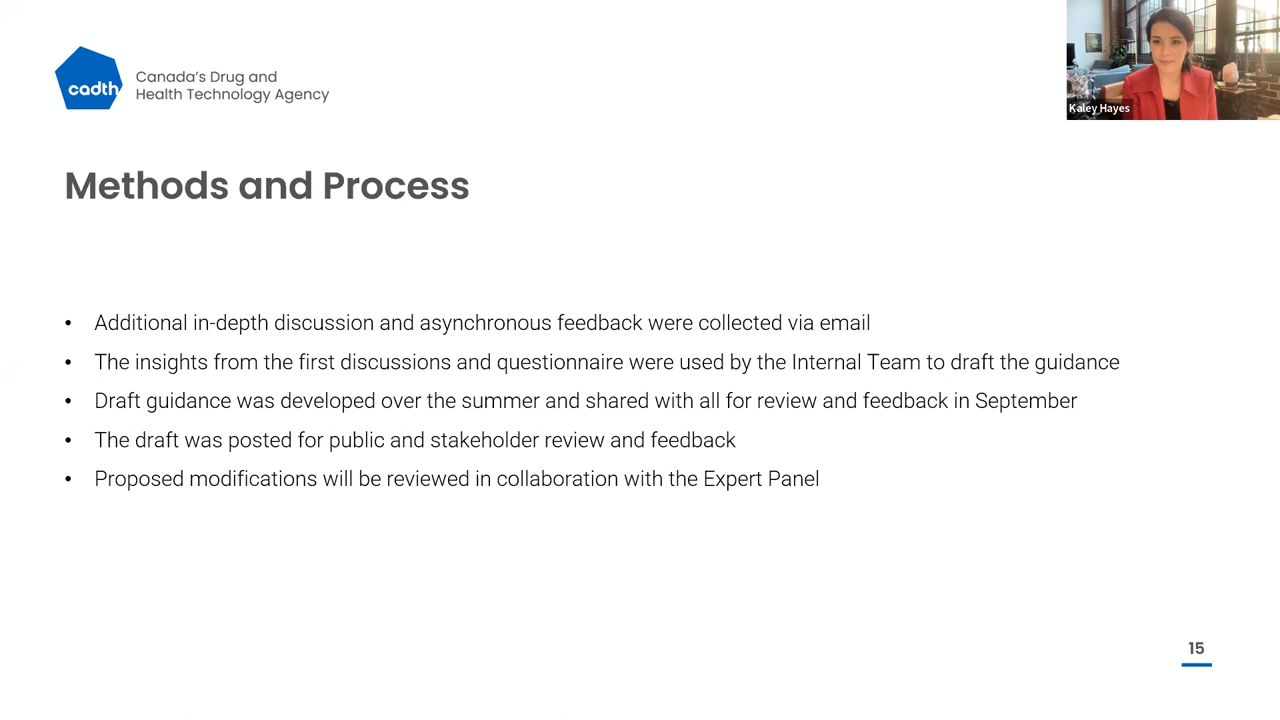 cadth
Canada's Drug and
Health Technology Agency
Kaley Hayes
Methods and Process
• Additional in-depth discussion and asynchronous feedback were collected via email
• The insights from the first discussions and questionnaire were used by the Internal Team to draft the guidance
• Draft guidance was developed over the summer and shared with all for review and feedback in September
• The draft was posted for public and stakeholder review and feedback
• Proposed modifications will be reviewed in collaboration with the Expert Panel
15